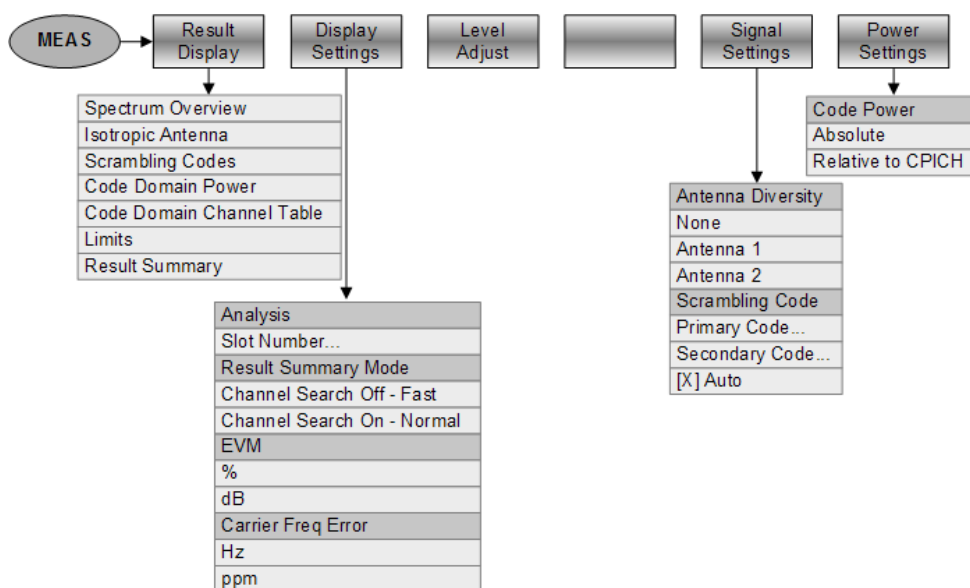 MEAS
Result
Display
Display
Settings
Level
Adjust
Signal
Settings
Power
Settings
Spectrum Overview
Isotropic Antenna
Scrambling Codes
Code Domain Power
Code Domain Channel Table
Limits
Result Summary
Analysis
Slot Number...
Result Summary Mode
Channel Search Off - Fast
Channel Search On - Normal
EVM
%
dB
Carrier Freq Error
Hz
ppm
Antenna Diversity
None
Antenna 1
Antenna 2
Scrambling Code
Primary Code...
Secondary Code...
[X] Auto
Code Power
Absolute
Relative to CPICH